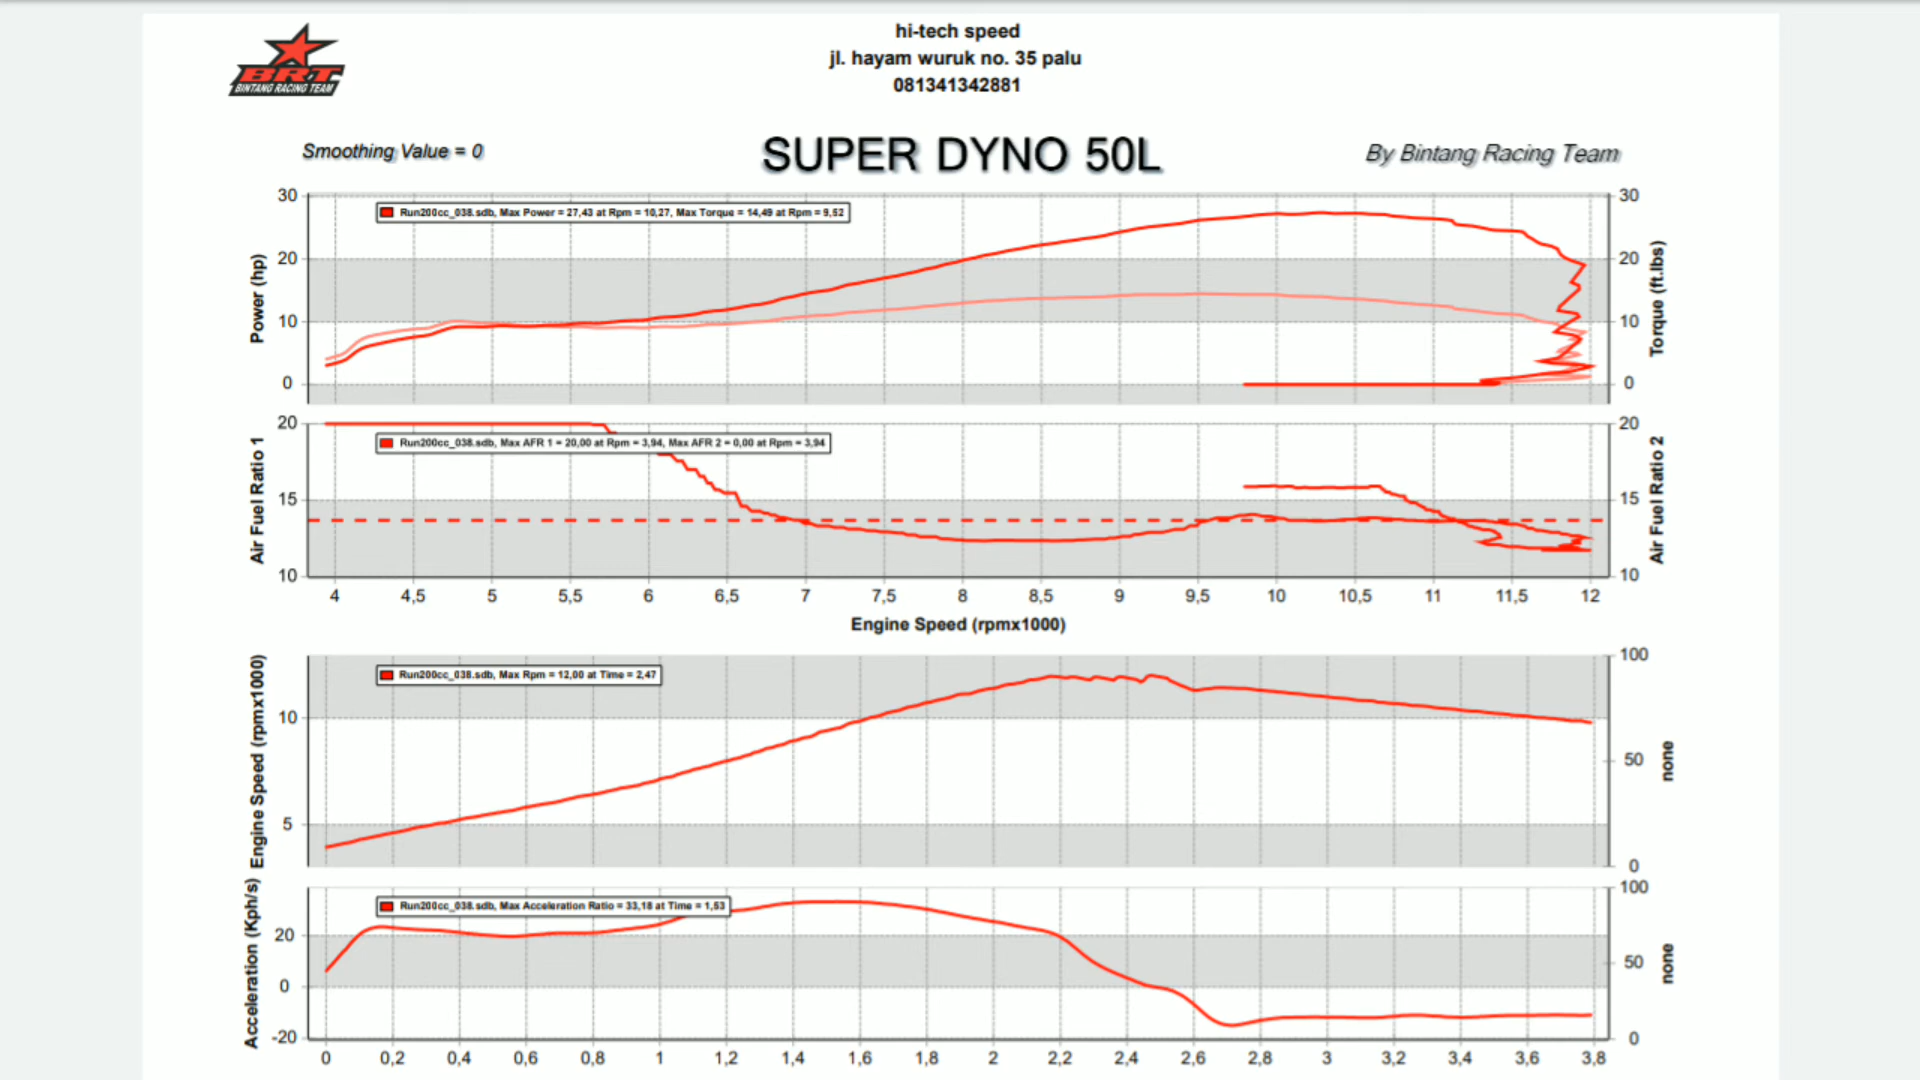 hi-tech speed
jl. hayam wuruk no. 35 palu
081341342881
BRT
BINTANG RACING TEAM
Smoothing Value = 0
SUPER DYNO 50L
By Bintang Racing Team
Run200cc_038.sdb, Max Power = 27,43 at Rpm = 10,27, Max Torque = 14,49 at Rpm = 9,52
Power (hp)
30
20
10
0
Torque (ft.lbs)
30
20
10
0
Run200cc_038.sdb, Max AFR 1 = 20,00 at Rpm = 3,94, Max AFR 2 = 0,00 at Rpm = 3,94
Air Fuel Ratio 1
20
15
10
Air Fuel Ratio 2
20
15
10
4 4,5 5 5,5 6 6,5 7 7,5 8 8,5 9 9,5 10 10,5 11 11,5 12
Engine Speed (rpmx1000)
Run200cc_038.sdb, Max Rpm = 12,00 at Time = 2,47
Engine Speed (rpmx1000)
10
5
none
100
50
0
Run200cc_038.sdb, Max Acceleration Ratio = 33,18 at Time = 1,53
Acceleration (Kph/s)
20
0
-20
none
100
50
0
0 0,2 0,4 0,6 0,8 1 1,2 1,4 1,6 1,8 2 2,2 2,4 2,6 2,8 3 3,2 3,4 3,6 3,8